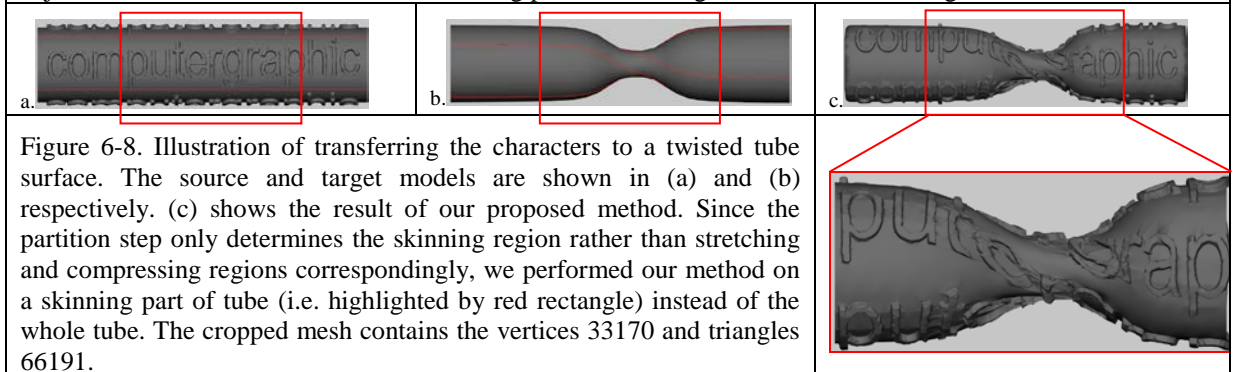 computergraphic
a.
b.
c.
Figure 6-8. Illustration of transferring the characters to a twisted tube
surface. The source and target models are shown in (a) and (b)
respectively. (c) shows the result of our proposed method. Since the
partition step only determines the skinning region rather than stretching
and compressing regions correspondingly, we performed our method on
a skinning part of tube (i.e. highlighted by red rectangle) instead of the
whole tube. The cropped mesh contains the vertices 33170 and triangles
66191.